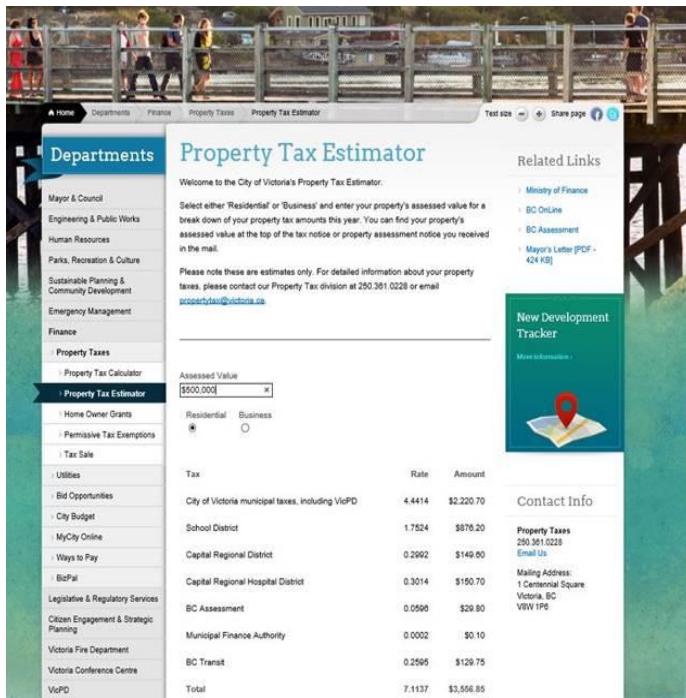 Home Departments Finance Property Taxes Property Tax Estimator
Text size - + Share page
Departments
Mayor & Council
Engineering & Public Works
Human Resources
Parks, Recreation & Culture
Sustainable Planning &
Community Development
Emergency Management
Finance
Property Taxes
Property Tax Calculator
Property Tax Estimator
Home Owner Grants
Permissive Tax Exemptions
Tax Sale
Utilities
Bid Opportunities
City Budget
MyCity Online
Ways to Pay
BizPal
Legislative & Regulatory Services
Citizen Engagement & Strategic
Planning
Victoria Fire Department
Victoria Conference Centre
VicPD
Property Tax Estimator
Welcome to the City of Victoria's Property Tax Estimator.
Select either 'Residential' or 'Business' and enter your property's assessed value for a
break down of your property tax amounts this year. You can find your property's
assessed value at the top of the tax notice or property assessment notice you received
in the mail.
Please note these are estimates only. For detailed information about your property
taxes, please contact our Property Tax division at 250.361.0228 or email
propertytax@victoria.ca.
Assessed Value
$500,000 ×
Residential Business
Tax Rate Amount
City of Victoria municipal taxes, including VicPD 4.4414 $2,220.70
School District 1.7524 $876.20
Capital Regional District 0.2992 $149.60
Capital Regional Hospital District 0.3014 $150.70
BC Assessment 0.0596 $29.80
Municipal Finance Authority 0.0002 $0.10
BC Transit 0.2595 $129.75
Total 7.1137 $3,556.85
Related Links
Ministry of Finance
BC OnLine
BC Assessment
Mayor's Letter [PDF -
424 KB]
New Development
Tracker
More information ›
Contact Info
Property Taxes
250.361.0228
Email Us
Mailing Address:
1 Centennial Square
Victoria, BC
V8W 1P6